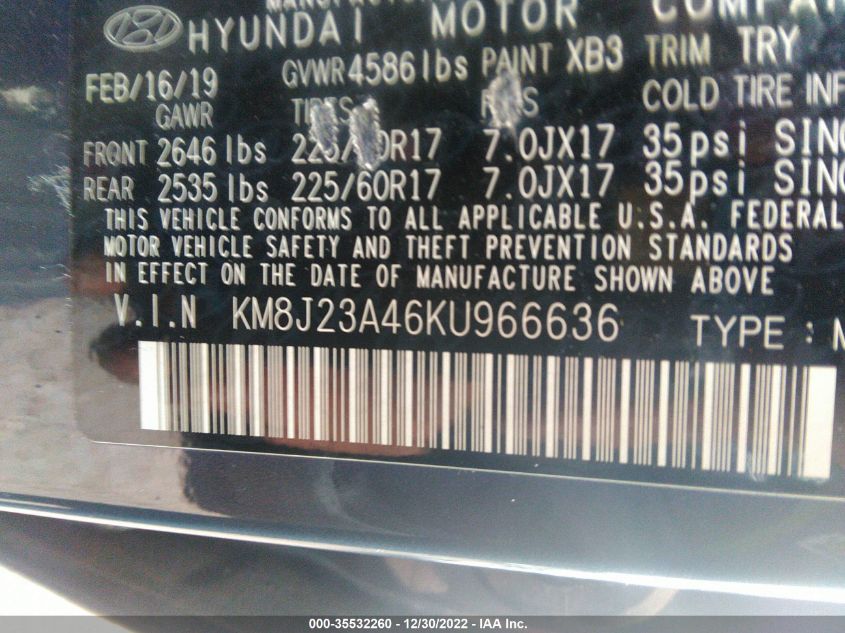 HYUNDAI MOTOR
FEB/16/19 GVWR 4586 lbs PAINT XB3 TRIM TRY
GAWR COLD TIRE INF
FRONT 2646 lbs 7.0JX17 35psi SING
REAR 2535 lbs 225/60R17 7.0JX17 35psi SING
THIS VEHICLE CONFORMS TO ALL APPLICABLE U.S.A. FEDERAL
MOTOR VEHICLE SAFETY AND THEFT PREVENTION STANDARDS
IN EFFECT ON THE DATE OF MANUFACTURE SHOWN ABOVE
V.I.N KM8J23A46KU966636 TYPE : M
000-35532260 - 12/30/2022 - IAA Inc.